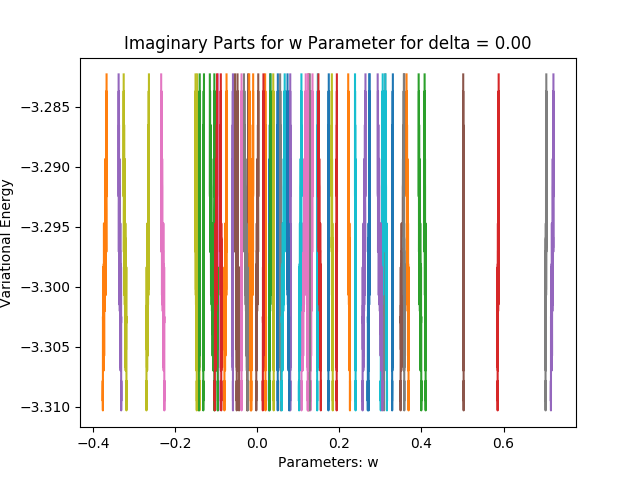 Imaginary Parts for w Parameter for delta = 0.00
Variational Energy
−3.285
−3.290
−3.295
−3.300
−3.305
−3.310
−0.4 −0.2 0.0 0.2 0.4 0.6
Parameters: w